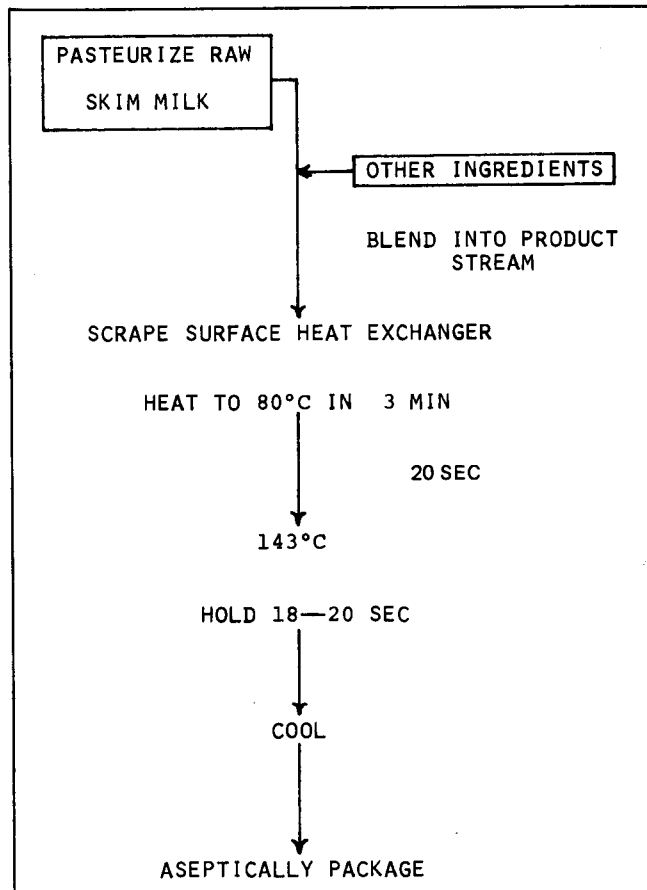 PASTEURIZE RAW
SKIM MILK
OTHER INGREDIENTS
BLEND INTO PRODUCT
STREAM
SCRAPE SURFACE HEAT EXCHANGER
HEAT TO 80°C IN 3 MIN
20 SEC
143°C
HOLD 18—20 SEC
COOL
ASEPTICALLY PACKAGE